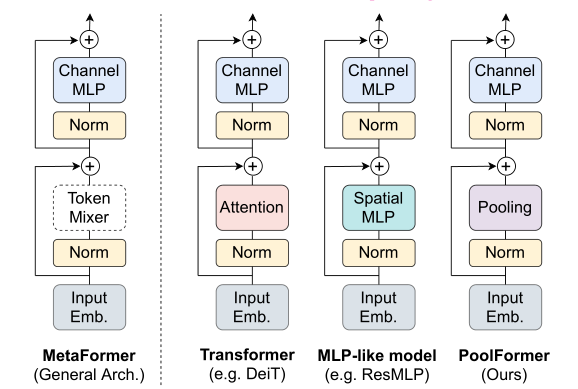 +
Channel
MLP
Norm
+
Token
Mixer
Norm
Input
Emb.
MetaFormer
(General Arch.)
+
Channel
MLP
Norm
+
Attention
Norm
Input
Emb.
Transformer
(e.g. DeiT)
+
Channel
MLP
Norm
+
Spatial
MLP
Norm
Input
Emb.
MLP-like model
(e.g. ResMLP)
+
Channel
MLP
Norm
+
Pooling
Norm
Input
Emb.
PoolFormer
(Ours)